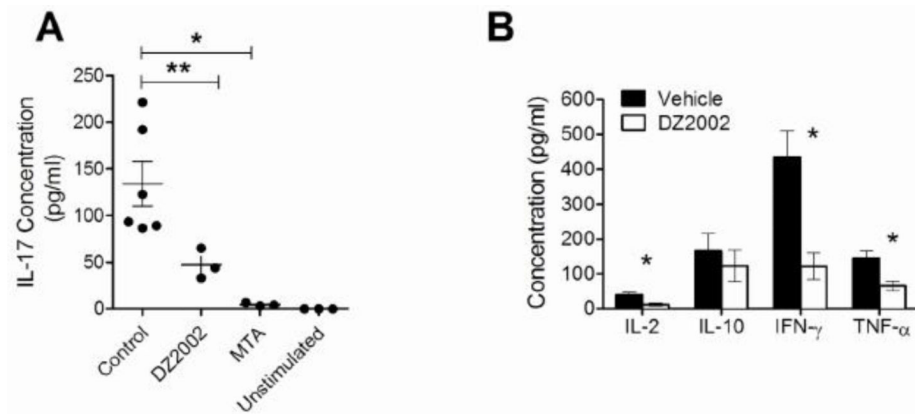 A
*
**
IL-17 Concentration
(pg/ml)
250
200
150
100
50
0
Control
DZ2002
MTA
Unstimulated
B
Vehicle
DZ2002
Concentration (pg/ml)
600
500
400
300
200
100
0
*
*
*
IL-2
IL-10
IFN-γ
TNF-α